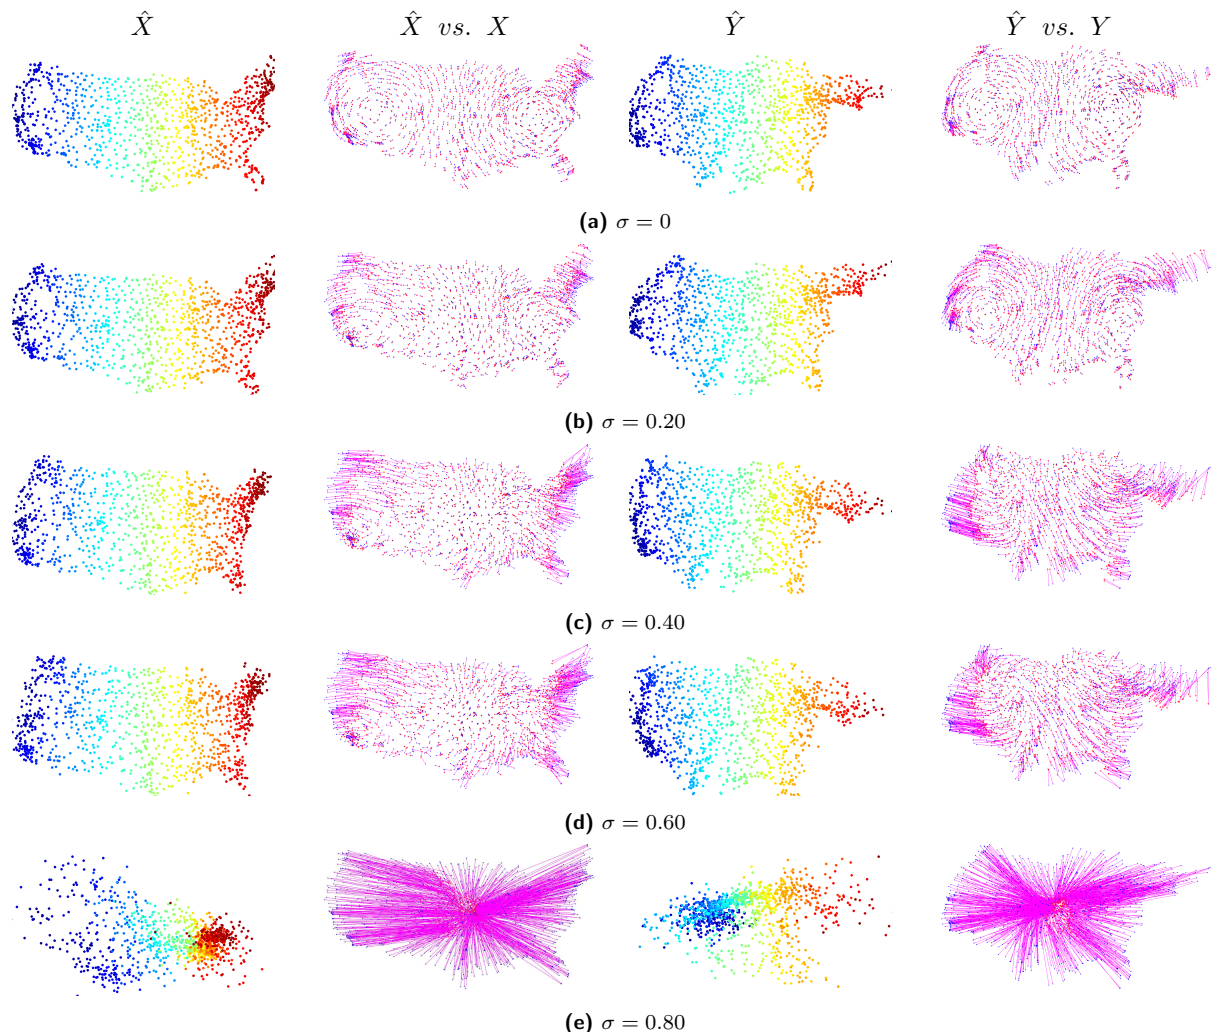 X̂ X̂ vs. X Ŷ Ŷ vs. Y
(a) σ = 0
(b) σ = 0.20
(c) σ = 0.40
(d) σ = 0.60
(e) σ = 0.80